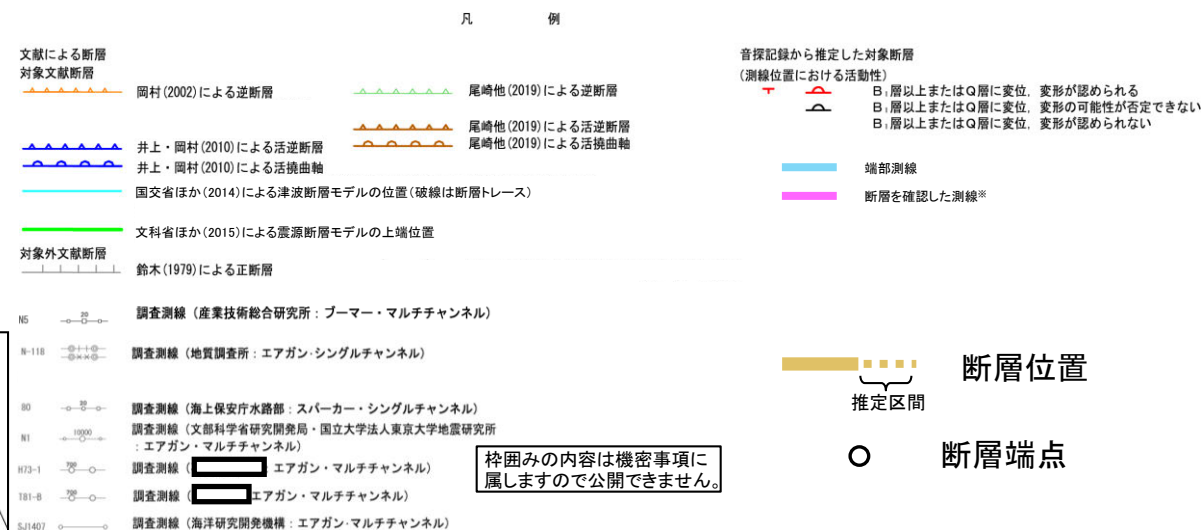 凡 例
文献による断層
対象文献断層
岡村(2002)による逆断層
尾崎他(2019)による逆断層
尾崎他(2019)による活逆断層
井上・岡村(2010)による活逆断層
尾崎他(2019)による活撓曲軸
井上・岡村(2010)による活撓曲軸
国交省ほか(2014)による津波断層モデルの位置(破線は断層トレース)
文科省ほか(2015)による震源断層モデルの上端位置
対象外文献断層
鈴木(1979)による正断層
N5 20 調査測線（産業技術総合研究所：ブーマー・マルチチャンネル）
N-118 調査測線（地質調査所：エアガン・シングルチャンネル）
80 20 調査測線（海上保安庁水路部：スパーカー・シングルチャンネル）
N1 10000 調査測線（文部科学省研究開発局・国立大学法人東京大学地震研究所
：エアガン・マルチチャンネル）
H73-1 700 調査測線（ ：エアガン・マルチチャンネル）
T81-B 700 調査測線（ エアガン・マルチチャンネル）
SJ1407 調査測線（海洋研究開発機構：エアガン・マルチチャンネル）
枠囲みの内容は機密事項に
属しますので公開できません。
音探記録から推定した対象断層
(測線位置における活動性)
B₁層以上またはQ層に変位，変形が認められる
B₁層以上またはQ層に変位，変形の可能性が否定できない
B₁層以上またはQ層に変位，変形が認められない
端部測線
断層を確認した測線※
断層位置
推定区間
断層端点